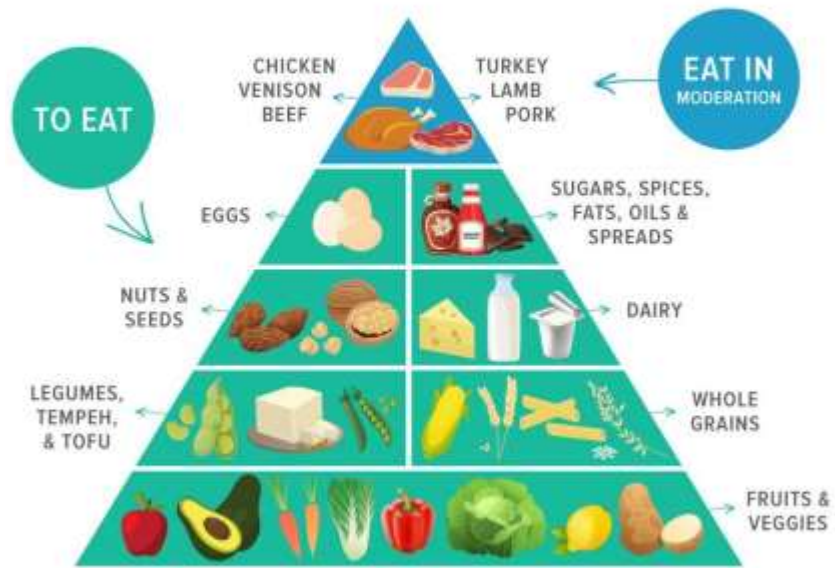 CHICKEN
VENISON
BEEF
TURKEY
LAMB
PORK
EAT IN
MODERATION
TO EAT
EGGS
SUGARS, SPICES,
FATS, OILS &
SPREADS
NUTS &
SEEDS
DAIRY
LEGUMES,
TEMPEH,
& TOFU
WHOLE
GRAINS
FRUITS &
VEGGIES